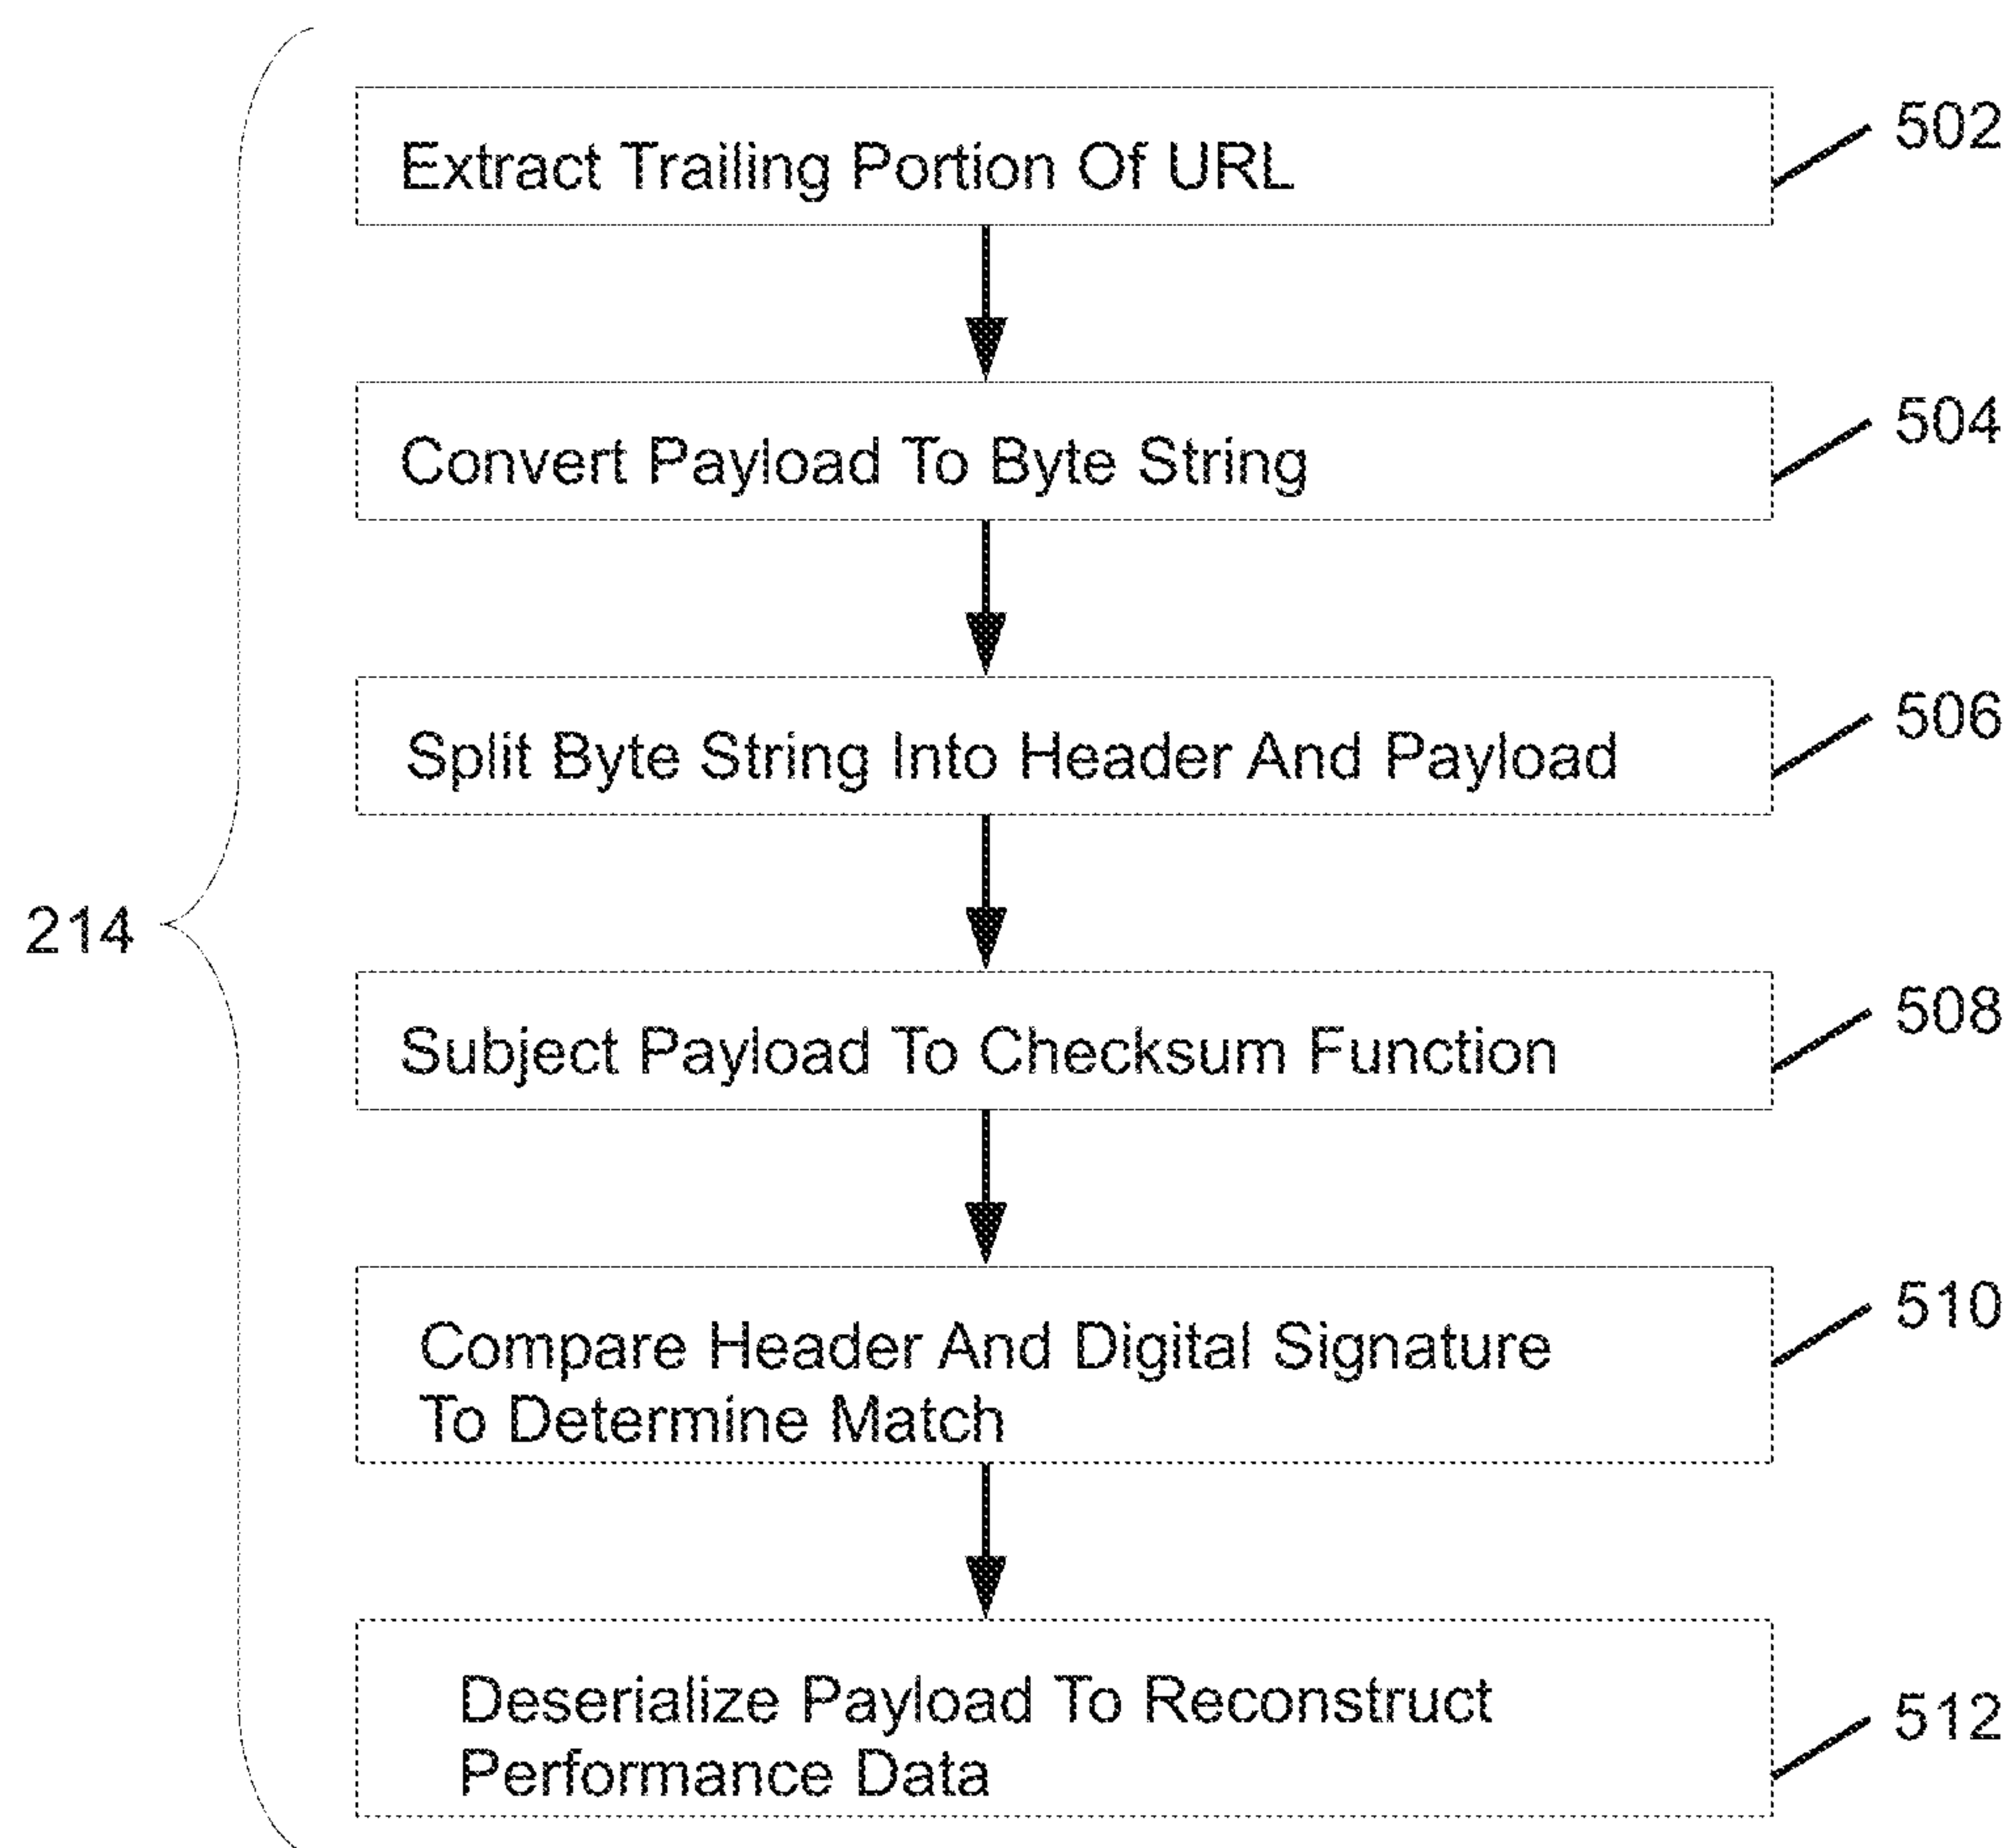 Extract Trailing Portion Of URL
502
Convert Payload To Byte String
504
Split Byte String Into Header And Payload
506
214
Subject Payload To Checksum Function
508
Compare Header And Digital Signature
To Determine Match
510
Deserialize Payload To Reconstruct
Performance Data
512